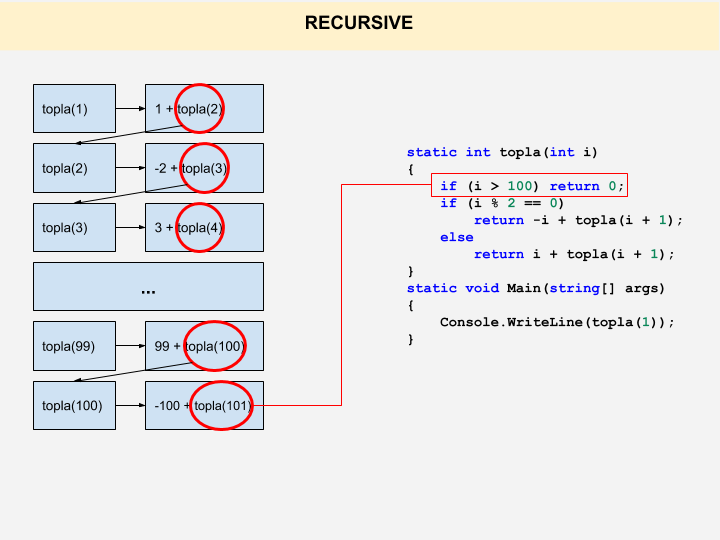 RECURSIVE
topla(1)
1 + topla(2)
topla(2)
-2 + topla(3)
topla(3)
3 + topla(4)
...
topla(99)
99 + topla(100)
topla(100)
-100 + topla(101)
static int topla(int i)
{
if (i > 100) return 0;
if (i % 2 == 0)
return -i + topla(i + 1);
else
return i + topla(i + 1);
}
static void Main(string[] args)
{
Console.WriteLine(topla(1));
}